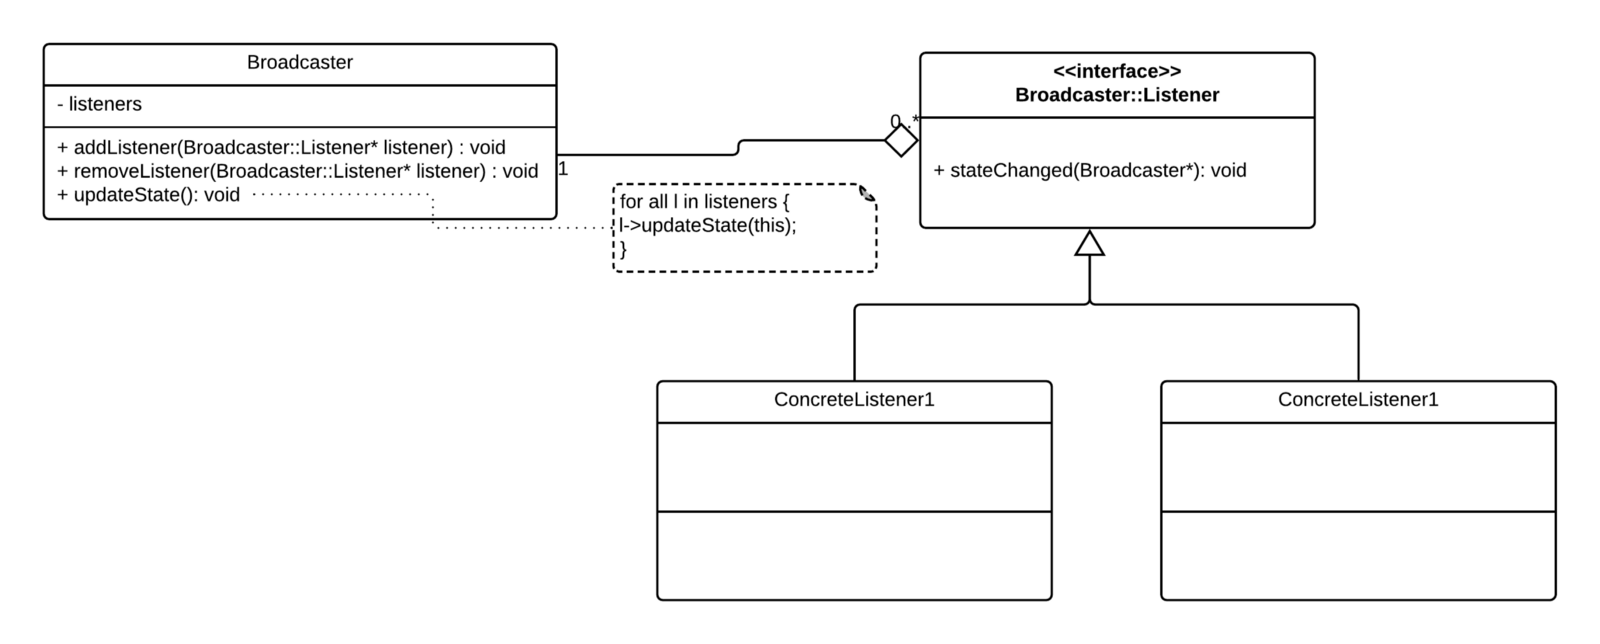 Broadcaster
- listeners
+ addListener(Broadcaster::Listener* listener) : void
+ removeListener(Broadcaster::Listener* listener) : void
+ updateState(): void
1
0..*
<<interface>>
Broadcaster::Listener
+ stateChanged(Broadcaster*): void
for all l in listeners {
l->updateState(this);
}
ConcreteListener1
ConcreteListener1